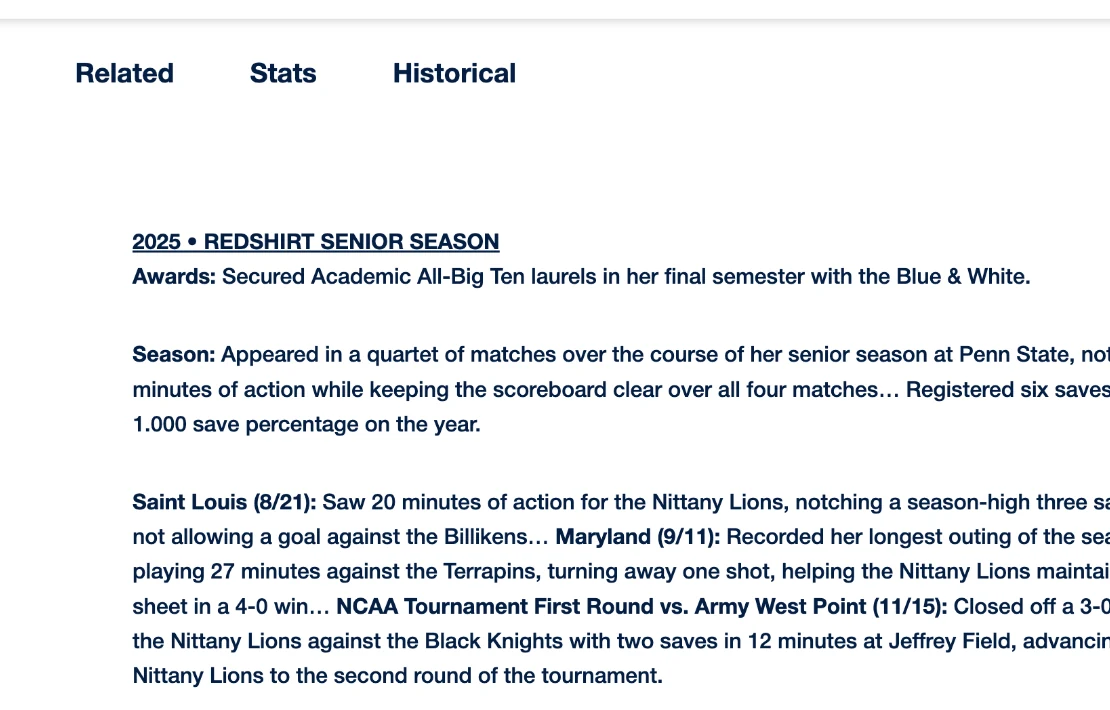 Related Stats Historical
2025 • REDSHIRT SENIOR SEASON
Awards: Secured Academic All-Big Ten laurels in her final semester with the Blue & White.
Season: Appeared in a quartet of matches over the course of her senior season at Penn State,
minutes of action while keeping the scoreboard clear over all four matches… Registered six saves
1.000 save percentage on the year.
Saint Louis (8/21): Saw 20 minutes of action for the Nittany Lions, notching a season-high three
not allowing a goal against the Billikens… Maryland (9/11): Recorded her longest outing of the
playing 27 minutes against the Terrapins, turning away one shot, helping the Nittany Lions
sheet in a 4-0 win… NCAA Tournament First Round vs. Army West Point (11/15): Closed off a 3-0
the Nittany Lions against the Black Knights with two saves in 12 minutes at Jeffrey Field,
Nittany Lions to the second round of the tournament.